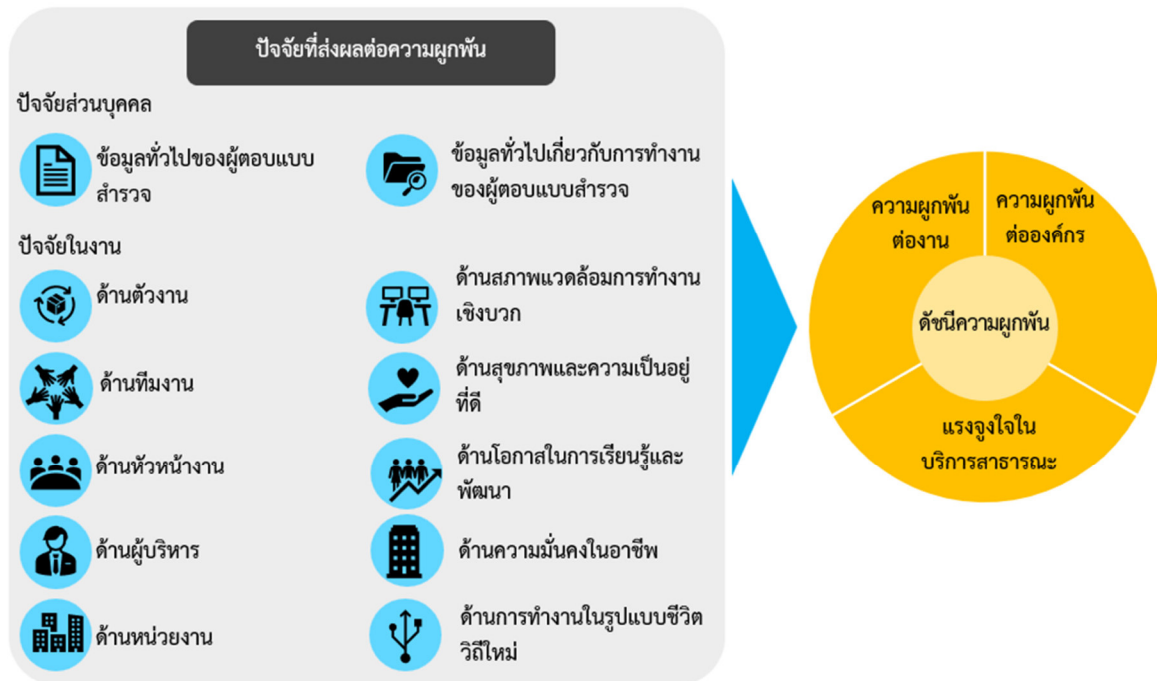 ปัจจัยที่ส่งผลต่อความผูกพัน
ปัจจัยส่วนบุคคล
ข้อมูลทั่วไปของผู้ตอบแบบ
สำรวจ
ข้อมูลทั่วไปเกี่ยวกับการทำงาน
ของผู้ตอบแบบสำรวจ
ปัจจัยในงาน
ด้านตัวงาน
ด้านสภาพแวดล้อมการทำงาน
เชิงบวก
ด้านทีมงาน
ด้านสุขภาพและความเป็นอยู่
ที่ดี
ด้านหัวหน้างาน
ด้านโอกาสในการเรียนรู้และ
พัฒนา
ด้านผู้บริหาร
ด้านความมั่นคงในอาชีพ
ด้านหน่วยงาน
ด้านการทำงานในรูปแบบชีวิต
วิถีใหม่
ความผูกพัน
ต่องาน
ความผูกพัน
ต่อองค์กร
ดัชนีความผูกพัน
แรงจูงใจใน
บริการสาธารณะ